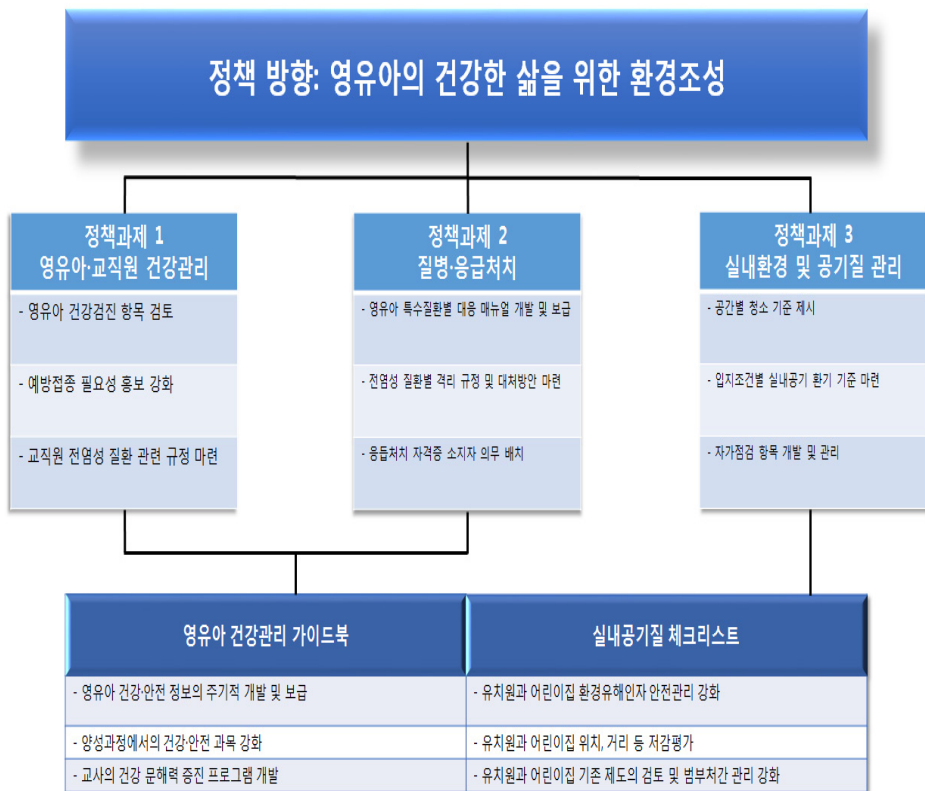 정책 방향: 영유아의 건강한 삶을 위한 환경조성
정책과제 1
영유아·교직원 건강관리
- 영유아 건강검진 항목 검토
- 예방접종 필요성 홍보 강화
- 교직원 전염성 질환 관련 규정 마련
정책과제 2
질병·응급처치
- 영유아 특수질환별 대응 매뉴얼 개발 및 보급
- 전염성 질환별 격리 규정 및 대처방안 마련
- 응듭처치 자격증 소지자 의무 배치
정책과제 3
실내환경 및 공기질 관리
- 공간별 청소 기준 제시
- 입지조건별 실내공기 환기 기준 마련
- 자가점검 항목 개발 및 관리
영유아 건강관리 가이드북
- 영유아 건강·안전 정보의 주기적 개발 및 보급
- 양성과정에서의 건강·안전 과목 강화
- 교사의 건강 문해력 증진 프로그램 개발
실내공기질 체크리스트
- 유치원과 어린이집 환경유해인자 안전관리 강화
- 유치원과 어린이집 위치, 거리 등 저감평가
- 유치원과 어린이집 기존 제도의 검토 및 범부처간 관리 강화